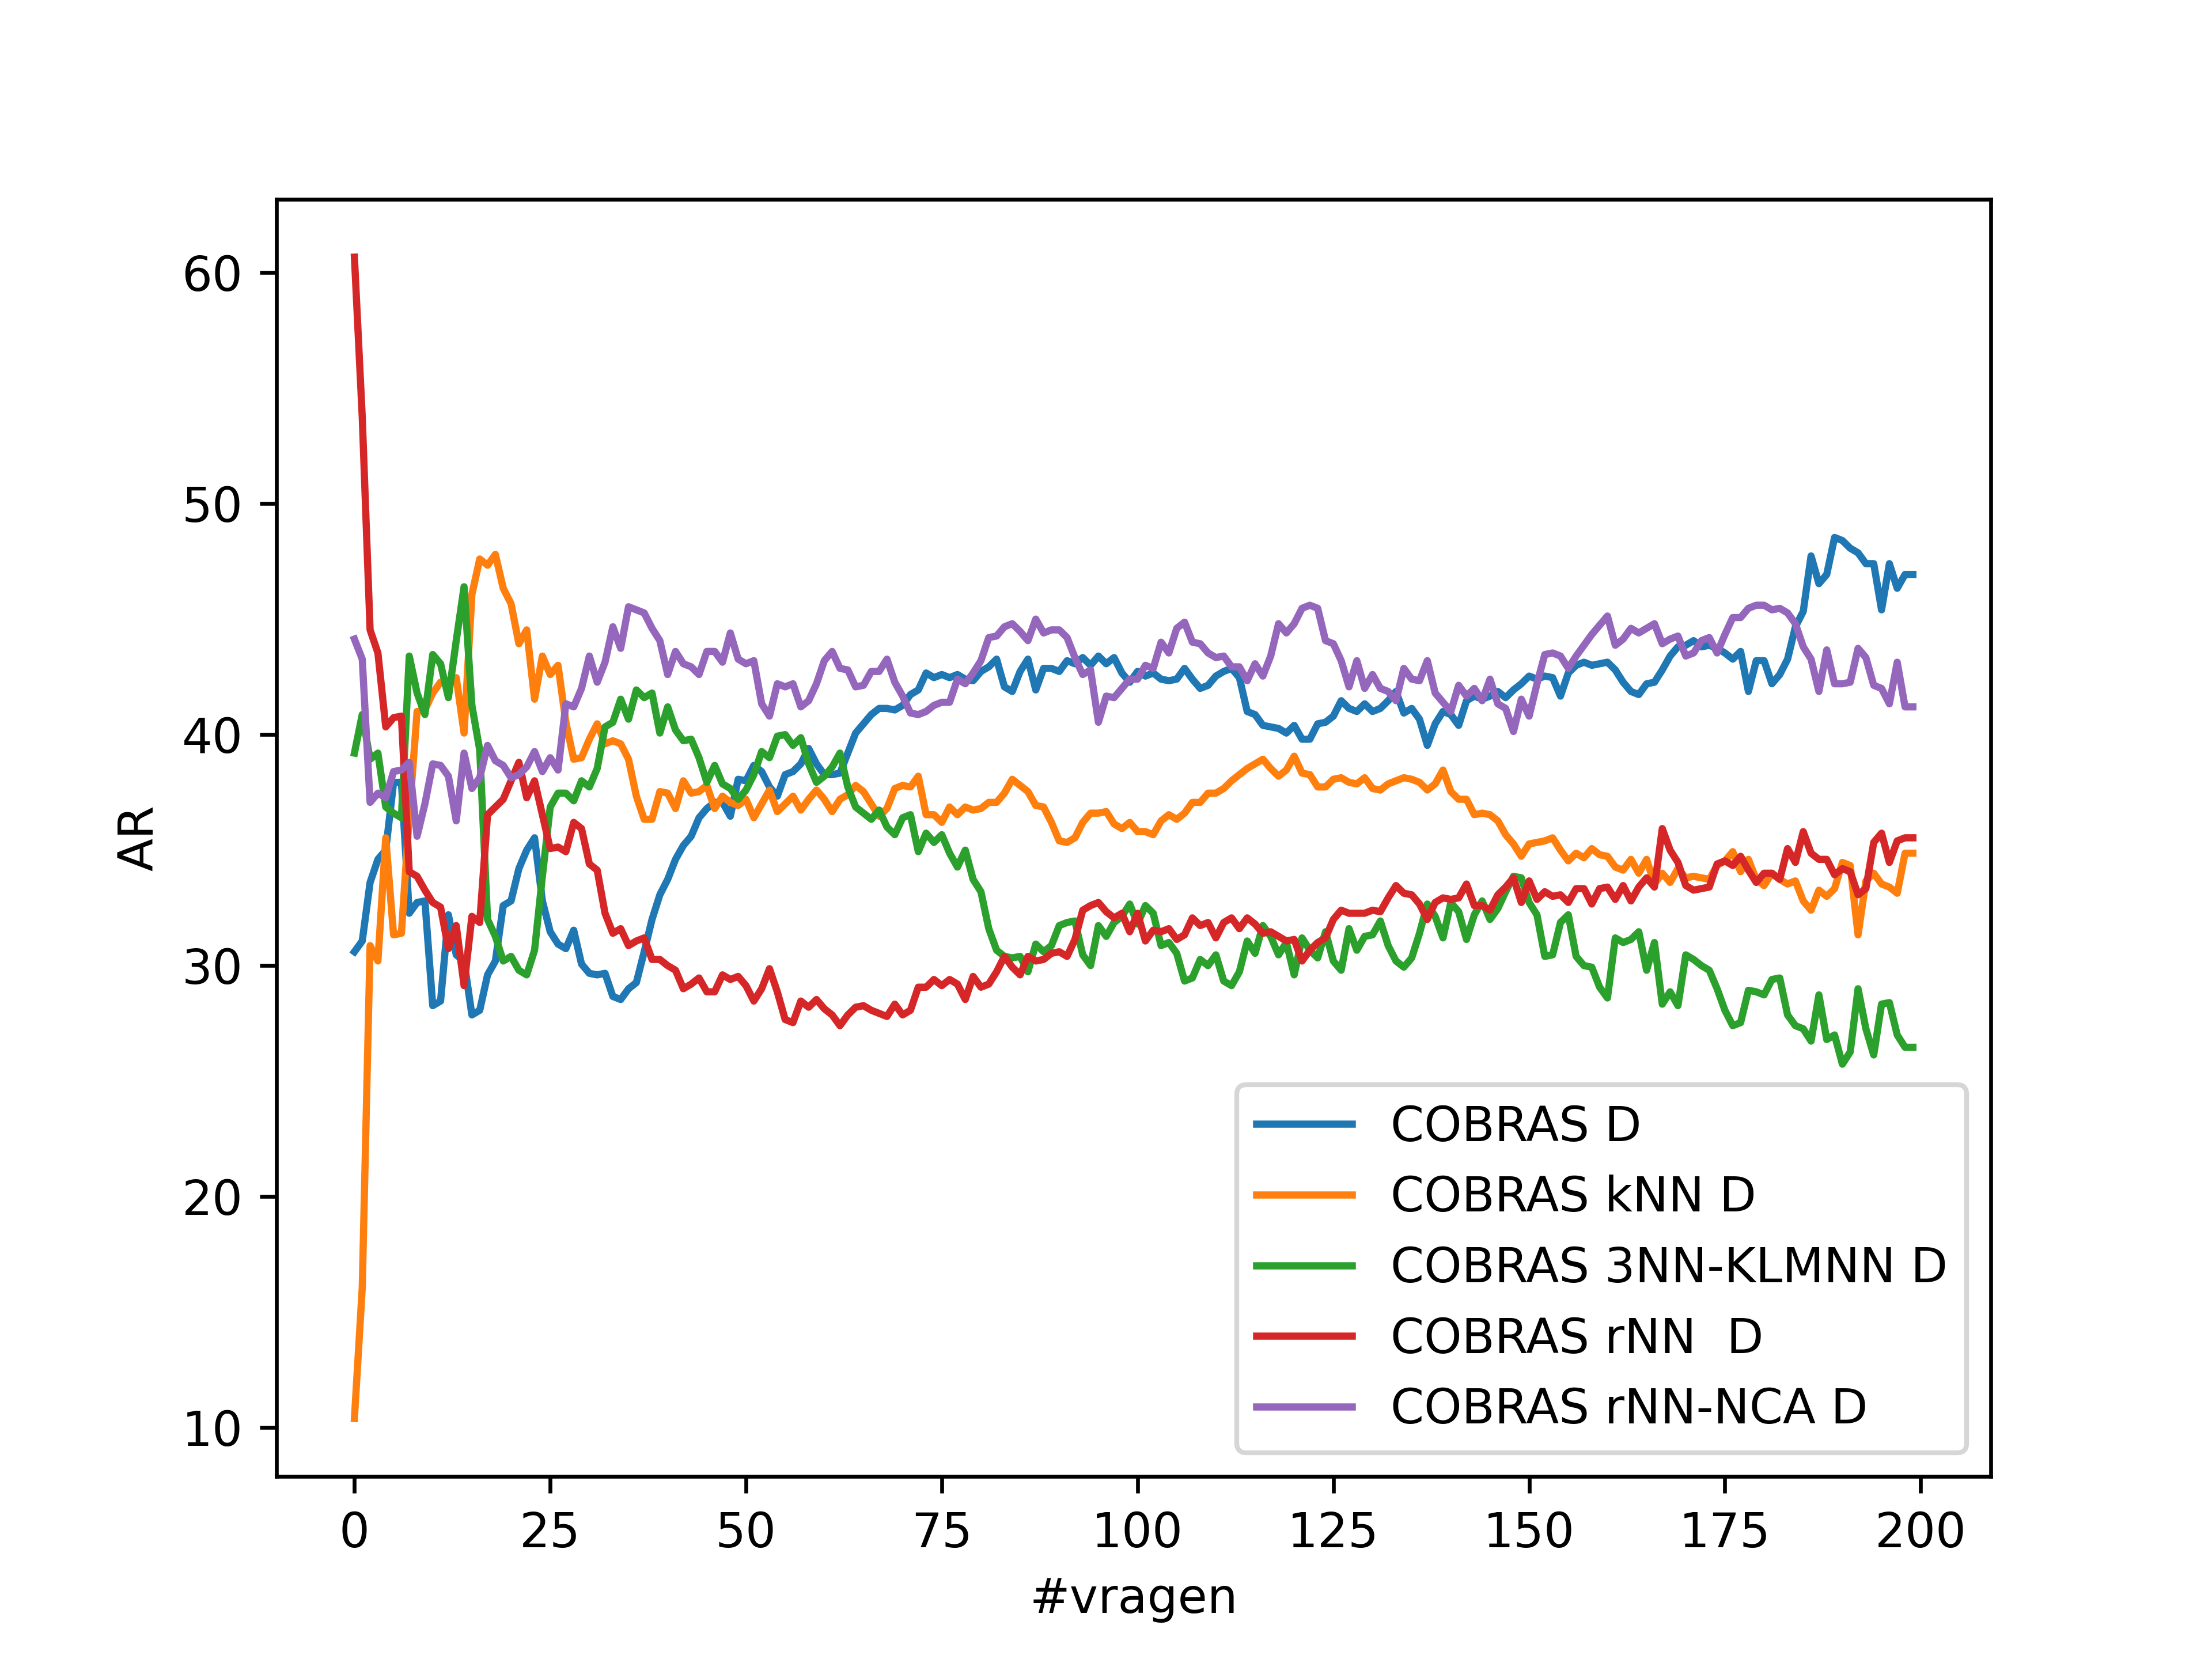 60
50
40
30
20
10
AR
0 25 50 75 100 125 150 175 200
#vragen
COBRAS D
COBRAS kNN D
COBRAS 3NN-KLMNN D
COBRAS rNN  D
COBRAS rNN-NCA D